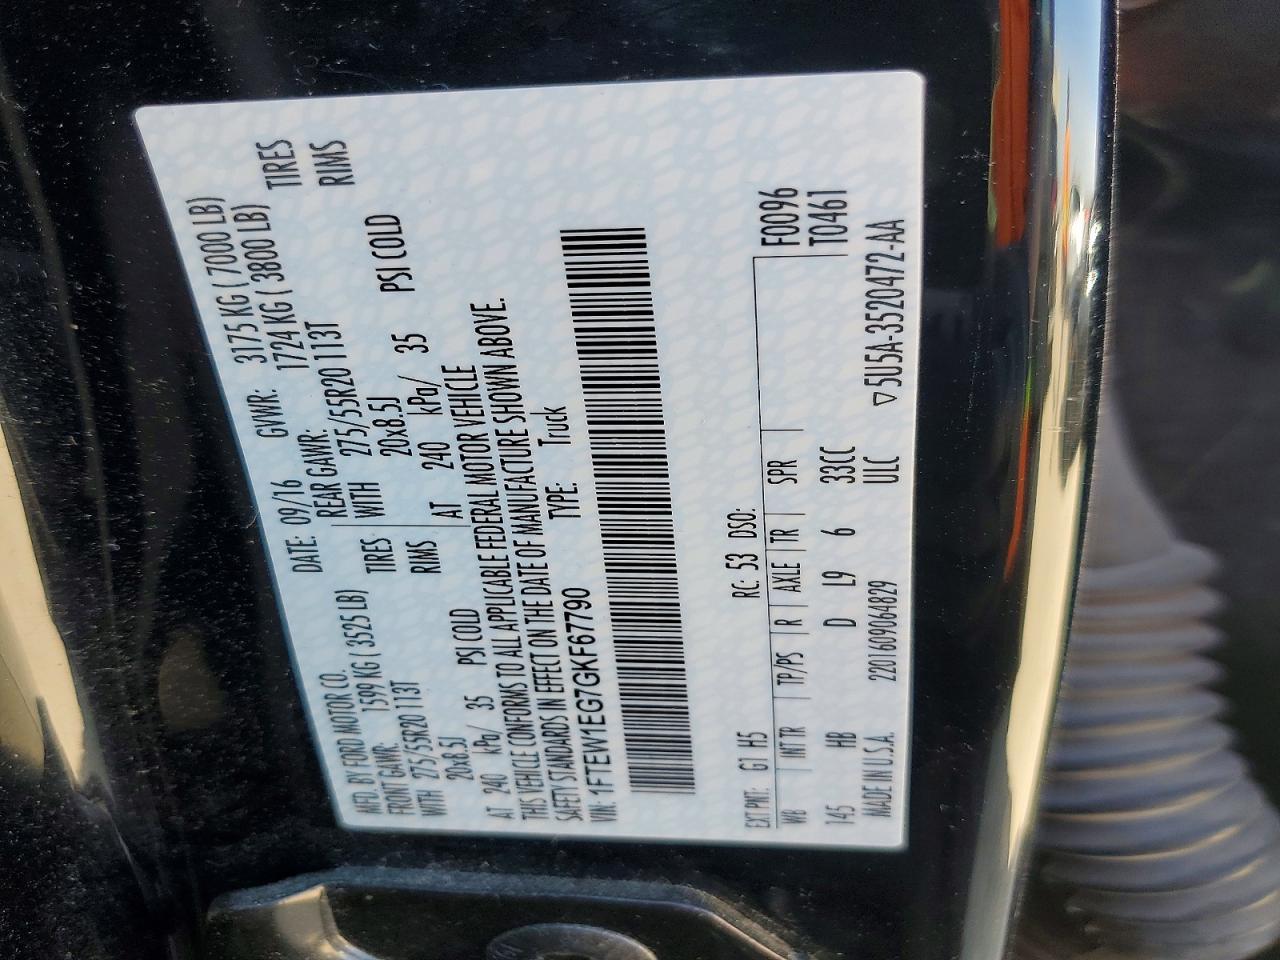 MFD. BY FORD MOTOR CO. DATE: 09/16 GVWR: 3175 KG ( 7000 LB)
FRONT GAWR: 1599 KG ( 3525 LB) REAR GAWR: 1724 KG ( 3800 LB)
WITH 275/55R20 113T TIRES WITH 275/55R20 113T TIRES
20x8.5J RIMS 20x8.5J RIMS
AT 240 kPa/ 35 PSI COLD AT 240 kPa/ 35 PSI COLD
THIS VEHICLE CONFORMS TO ALL APPLICABLE FEDERAL MOTOR VEHICLE
SAFETY STANDARDS IN EFFECT ON THE DATE OF MANUFACTURE SHOWN ABOVE.
VIN: 1FTEW1EG7GKF67790 TYPE: Truck
EXT PNT: G1 H5 RC: 53 DSO: F0096
WB INT TR TP/PS R AXLE TR SPR T0461
145 HB D L9 6 33CC
MADE IN U.S.A. 220T609064829 ULC ▽5U5A-3520472-AA